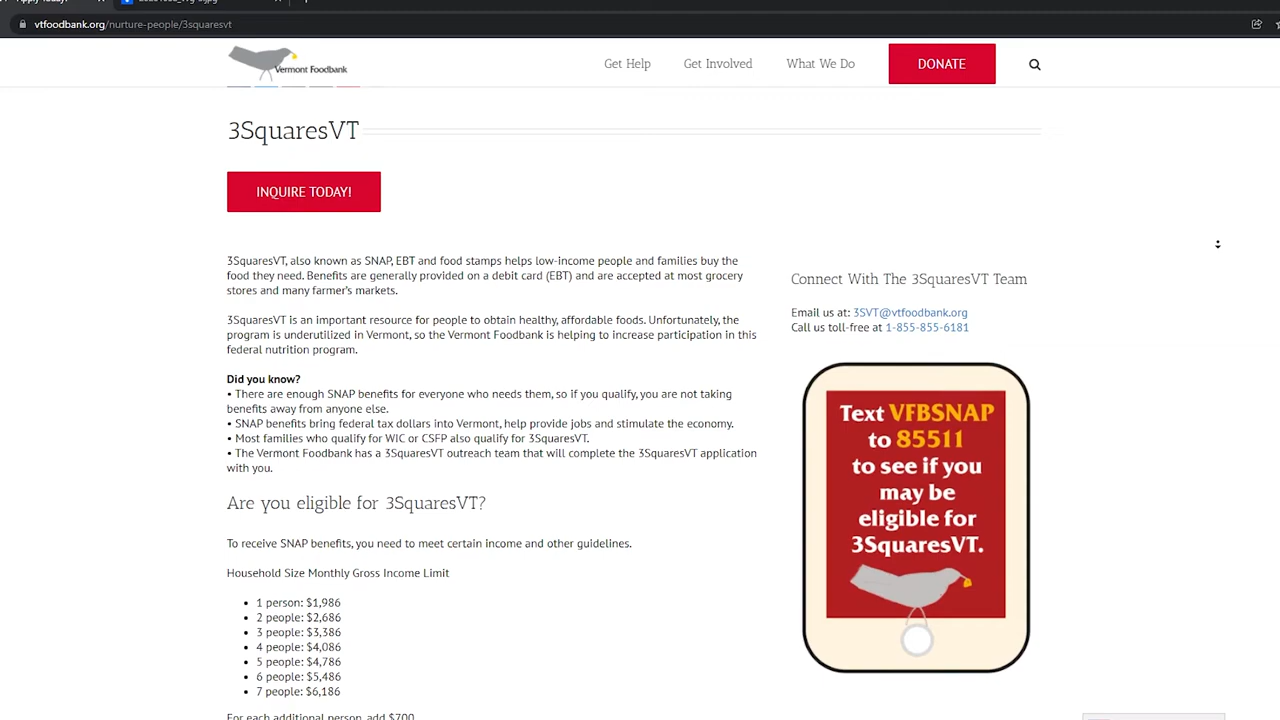 vtfoodbank.org/nurture-people/3squaresvt
Vermont Foodbank
Get Help
Get Involved
What We Do
DONATE
3SquaresVT
INQUIRE TODAY!
3SquaresVT, also known as SNAP, EBT and food stamps helps low-income people and families buy the
food they need. Benefits are generally provided on a debit card (EBT) and are accepted at most grocery
stores and many farmer's markets.
3SquaresVT is an important resource for people to obtain healthy, affordable foods. Unfortunately, the
program is underutilized in Vermont, so the Vermont Foodbank is helping to increase participation in this
federal nutrition program.
Did you know?
• There are enough SNAP benefits for everyone who needs them, so if you qualify, you are not taking
benefits away from anyone else.
• SNAP benefits bring federal tax dollars into Vermont, help provide jobs and stimulate the economy.
• Most families who qualify for WIC or CSFP also qualify for 3SquaresVT.
• The Vermont Foodbank has a 3SquaresVT outreach team that will complete the 3SquaresVT application
with you.
Are you eligible for 3SquaresVT?
To receive SNAP benefits, you need to meet certain income and other guidelines.
Household Size Monthly Gross Income Limit
• 1 person: $1,986
• 2 people: $2,686
• 3 people: $3,386
• 4 people: $4,086
• 5 people: $4,786
• 6 people: $5,486
• 7 people: $6,186
For each additional person, add $700
Connect With The 3SquaresVT Team
Email us at: 3SVT@vtfoodbank.org
Call us toll-free at 1-855-855-6181
Text VFBSNAP
to 85511
to see if you
may be
eligible for
3SquaresVT.